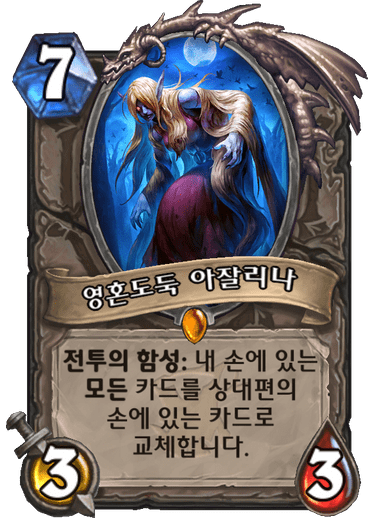 7
영혼도둑 아잘리나
전투의 함성: 내 손에 있는
모든 카드를 상대편의
손에 있는 카드로
교체합니다.
3
3